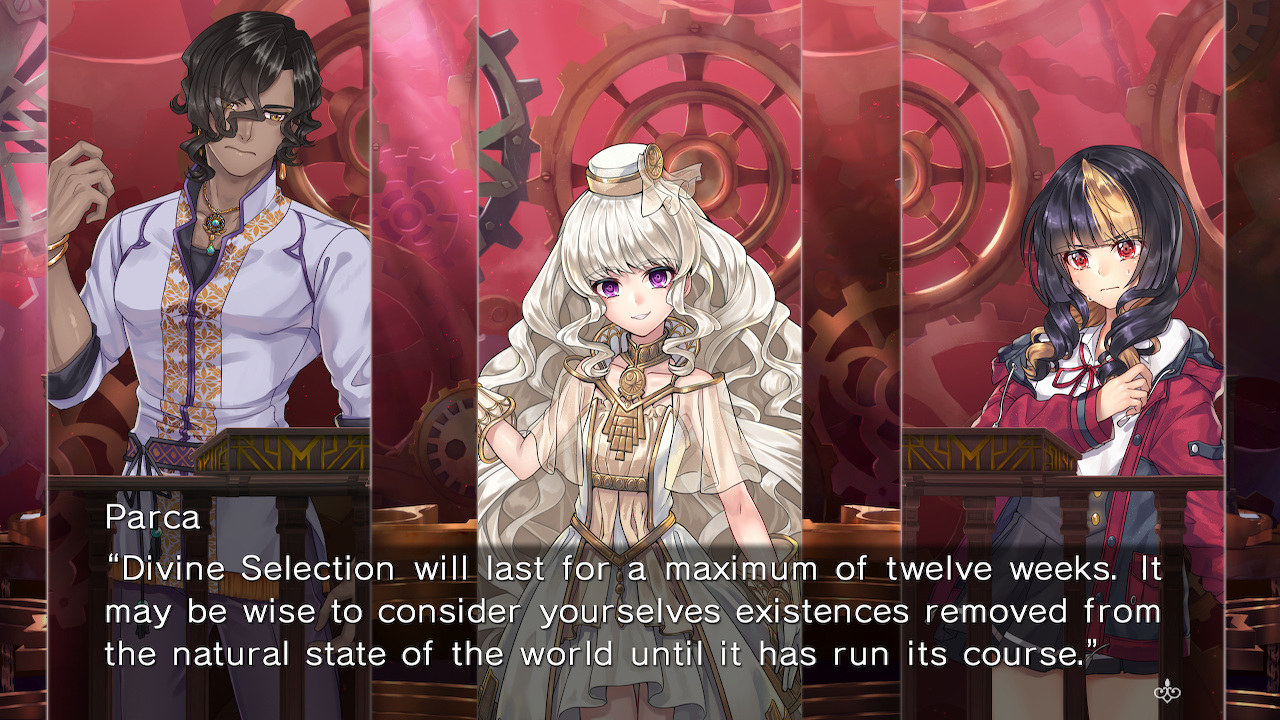 Parca
“Divine Selection will last for a maximum of twelve weeks. It
may be wise to consider yourselves existences removed from
the natural state of the world until it has run its course.”